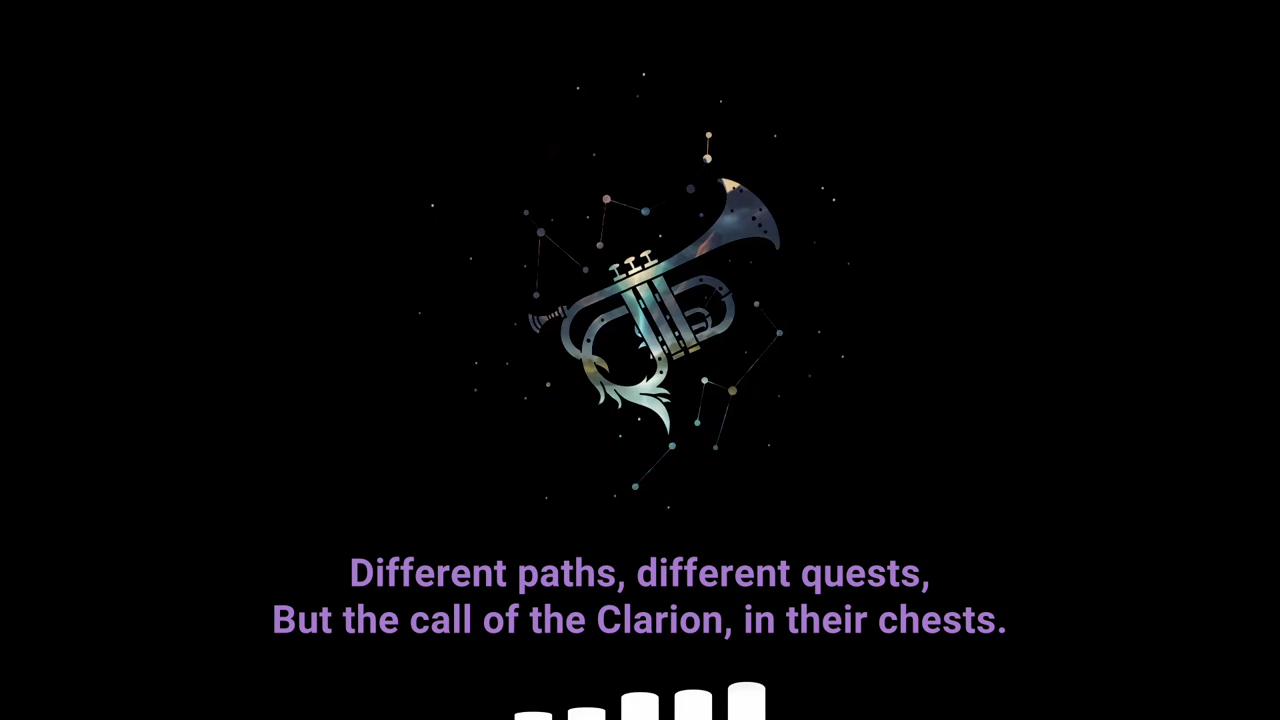 Different paths, different quests,
But the call of the Clarion, in their chests.